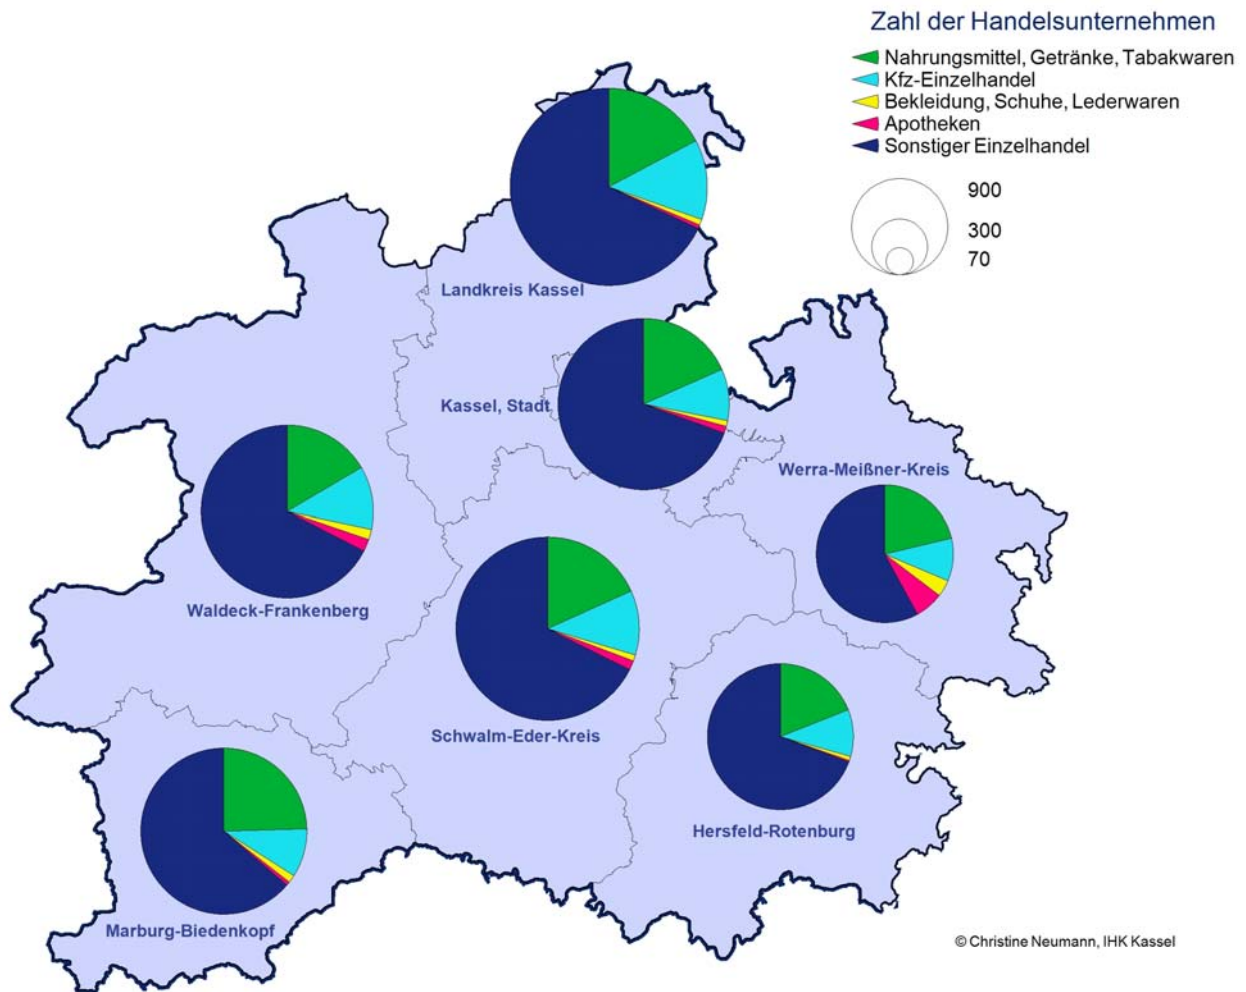 Zahl der Handelsunternehmen
Nahrungsmittel, Getränke, Tabakwaren
Kfz-Einzelhandel
Bekleidung, Schuhe, Lederwaren
Apotheken
Sonstiger Einzelhandel
900
300
70
Landkreis Kassel
Kassel, Stadt
Werra-Meißner-Kreis
Waldeck-Frankenberg
Schwalm-Eder-Kreis
Hersfeld-Rotenburg
Marburg-Biedenkopf
© Christine Neumann, IHK Kassel